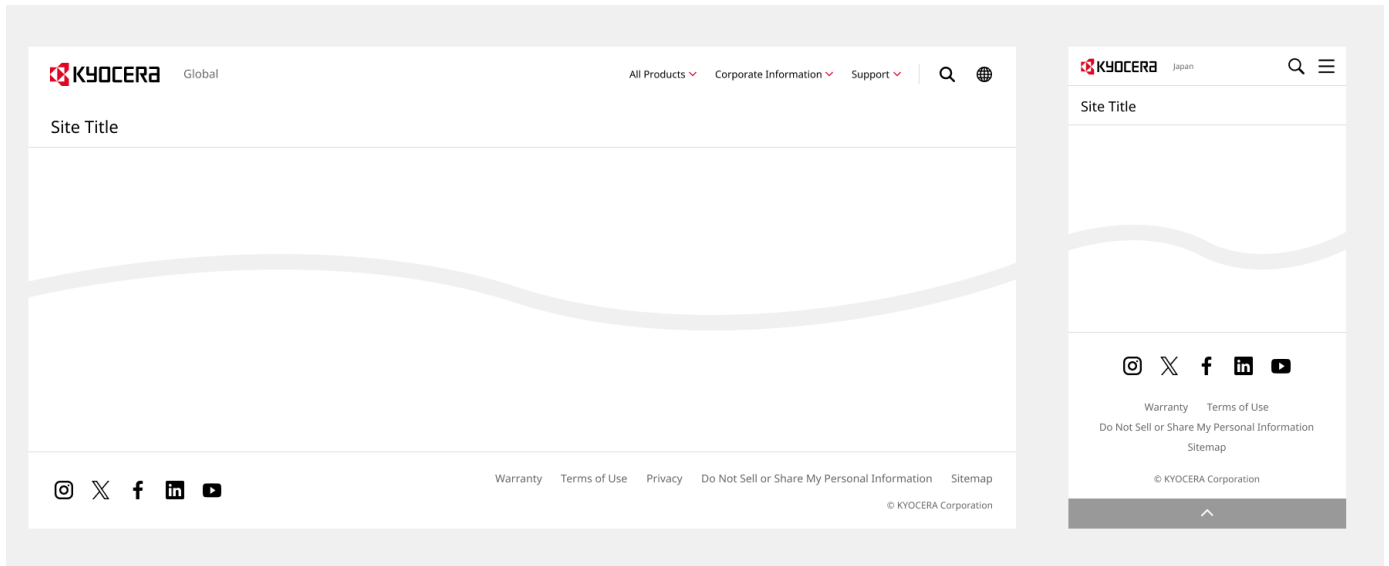 KYOCERA Global All Products Corporate Information Support
Site Title
Warranty Terms of Use Privacy Do Not Sell or Share My Personal Information Sitemap
© KYOCERA Corporation
KYOCERA Japan
Site Title
Warranty Terms of Use
Do Not Sell or Share My Personal Information
Sitemap
© KYOCERA Corporation